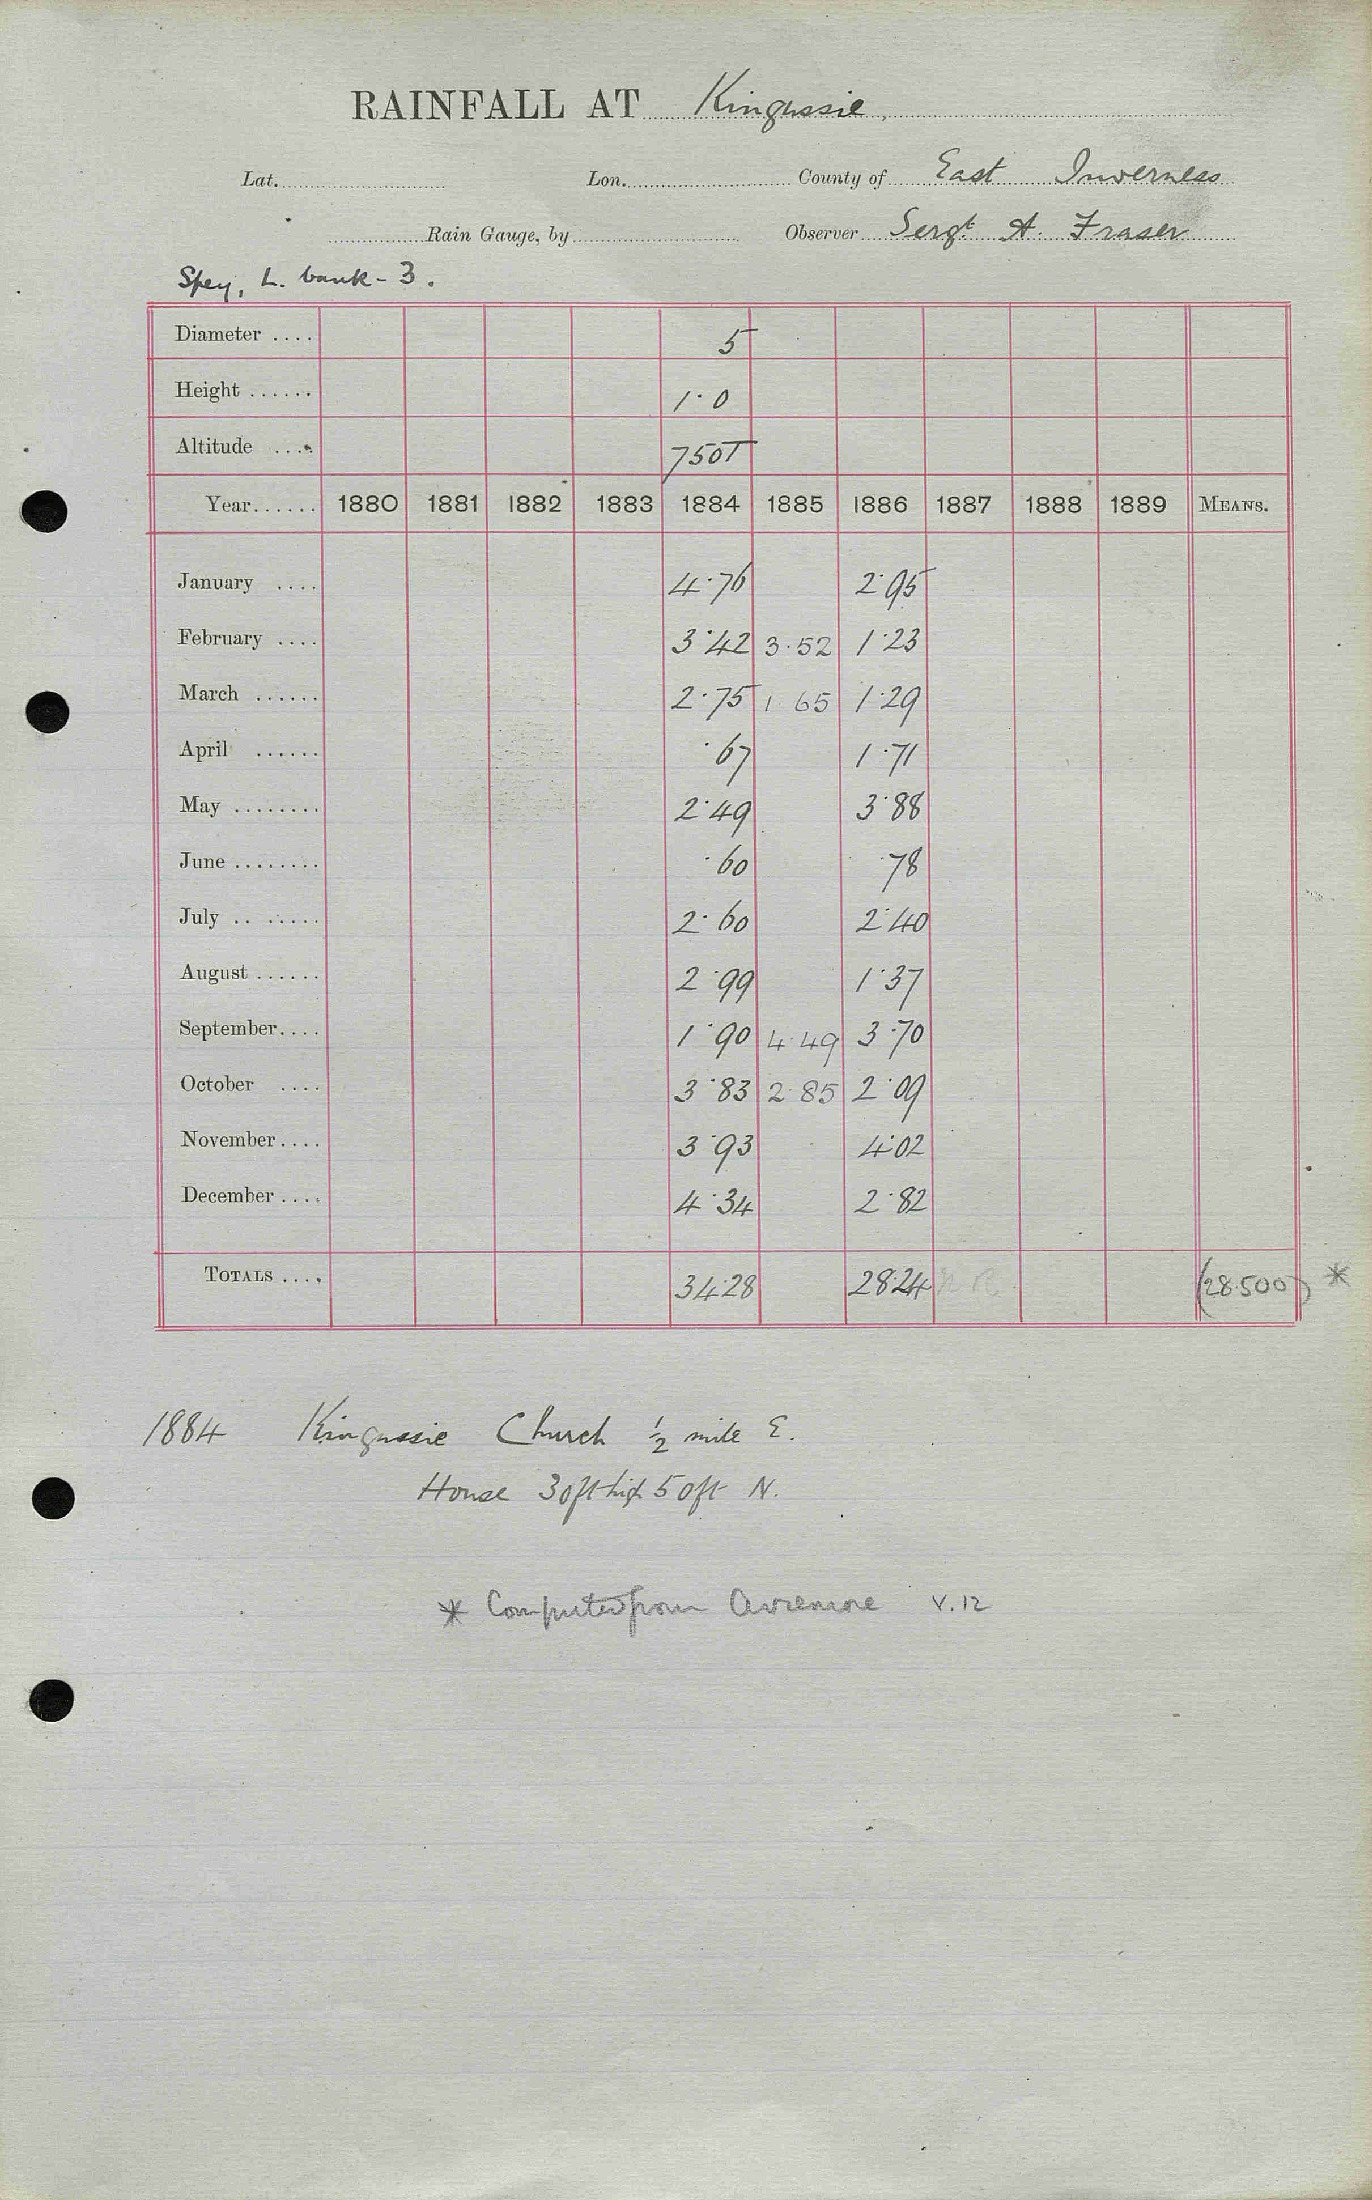 RAINFALL AT Kingussie.
Lat. Lon. County of East Inverness
Rain Gauge, by Observer Sergt. A. Fraser
Spey, L. bank - 3.
Diameter .... 5
Height ...... 1·0
Altitude .... 750T
Year...... 1880 1881 1882 1883 1884 1885 1886 1887 1888 1889 MEANS.
January .... 4·76 2·95
February .... 3·42 3·52 1·23
March ...... 2·75 1 65 1·29
April ...... ·67 1·71
May ........ 2·49 3·88
June ........ ·60 ·78
July .. ...... 2·60 2·40
August ...... 2·99 1·37
September.... 1·90 4·49 3·70
October .... 3·83 2·85 2·09
November.... 3·93 4·02
December .... 4·34 2·82
TOTALS .... 34·28 28·24 (28·500) *
1884 Kingussie Church ½ mile E.
House 30ft high 50ft N.
* Computed from Aviemore V.12